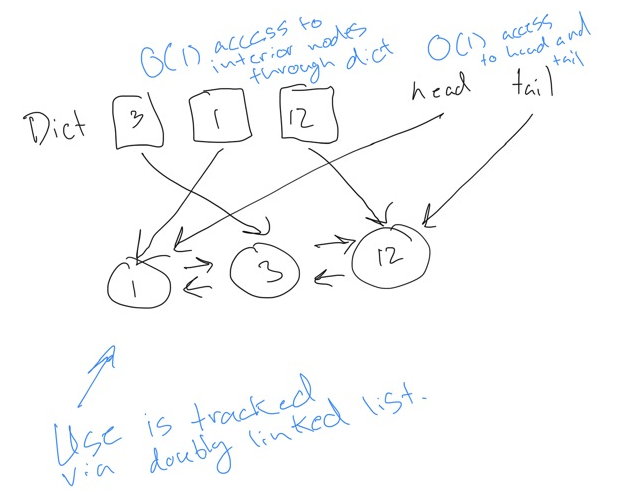 O(1) access to
interior nodes
through dict
O(1) access
to head and
tail
Dict 3 1 12 head tail
1 3 12
Use is tracked
via doubly linked list.